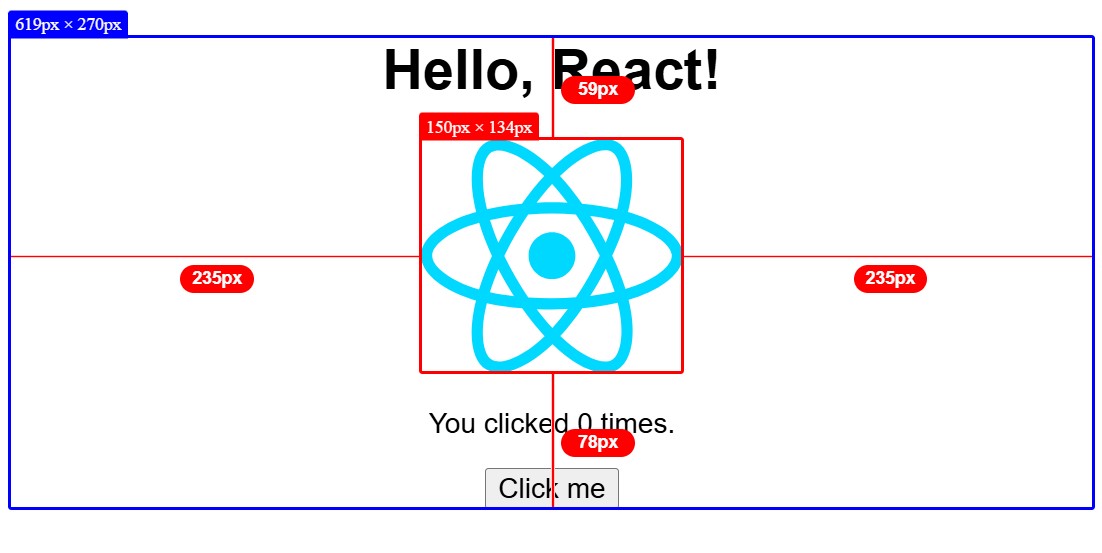 619px × 270px
Hello, React!
59px
150px × 134px
235px
235px
You clicked 0 times.
78px
Click me